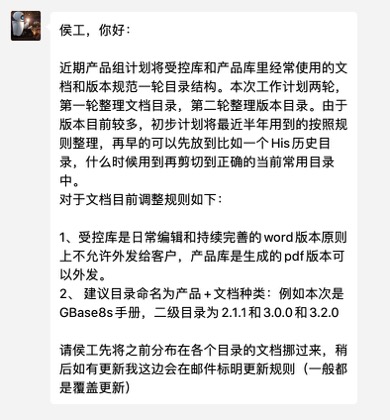 侯工，你好：
近期产品组计划将受控库和产品库里经常使用的文
档和版本规范一轮目录结构。本次工作计划两轮，
第一轮整理文档目录，第二轮整理版本目录。由于
版本目前较多，初步计划将最近半年用到的按照规
则整理，再早的可以先放到比如一个His历史目
录，什么时候用到再剪切到正确的当前常用目录
中。
对于文档目前调整规则如下：
1、受控库是日常编辑和持续完善的word版本原则
上不允许外发给客户，产品库是生成的pdf版本可
以外发。
2、 建议目录命名为产品+文档种类：例如本次是
GBase8s手册，二级目录为2.1.1和3.0.0和3.2.0
请侯工先将之前分布在各个目录的文档挪过来，稍
后如有更新我这边会在邮件标明更新规则（一般都
是覆盖更新）